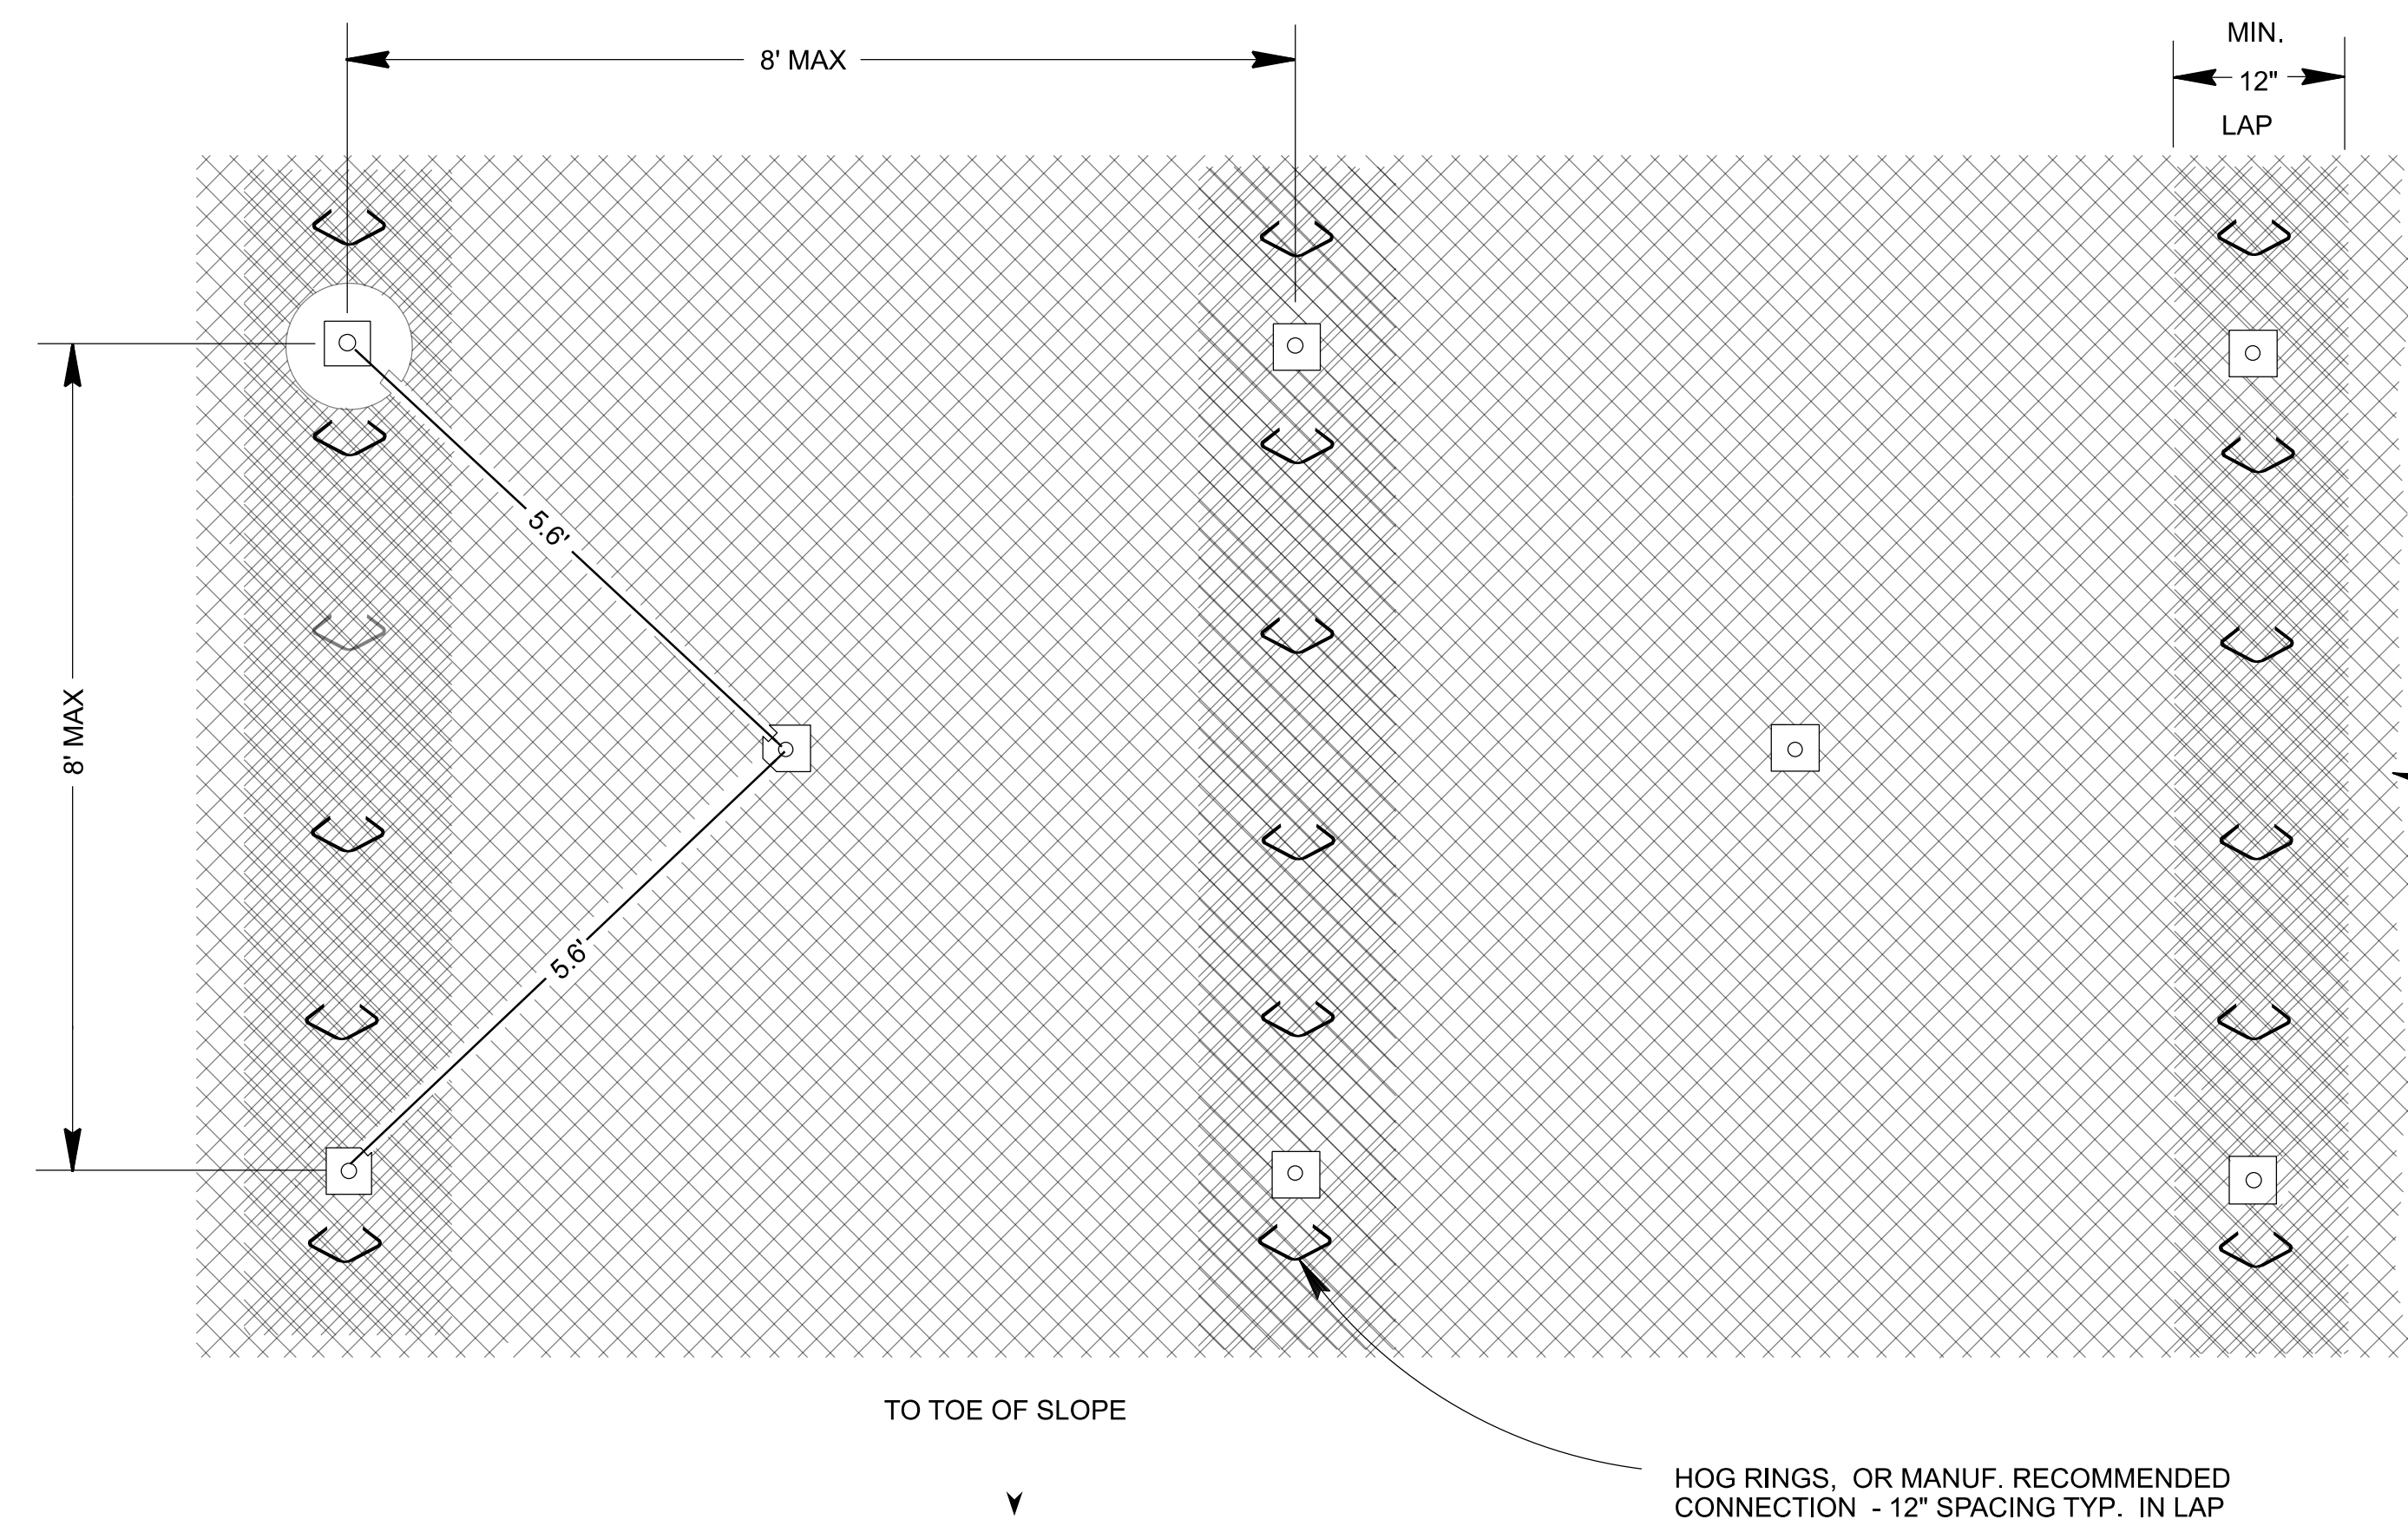 8' MAX
MIN.
12"
LAP
5.6'
8' MAX
5.6'
TO TOE OF SLOPE
HOG RINGS, OR MANUF. RECOMMENDED
CONNECTION - 12" SPACING TYP. IN LAP